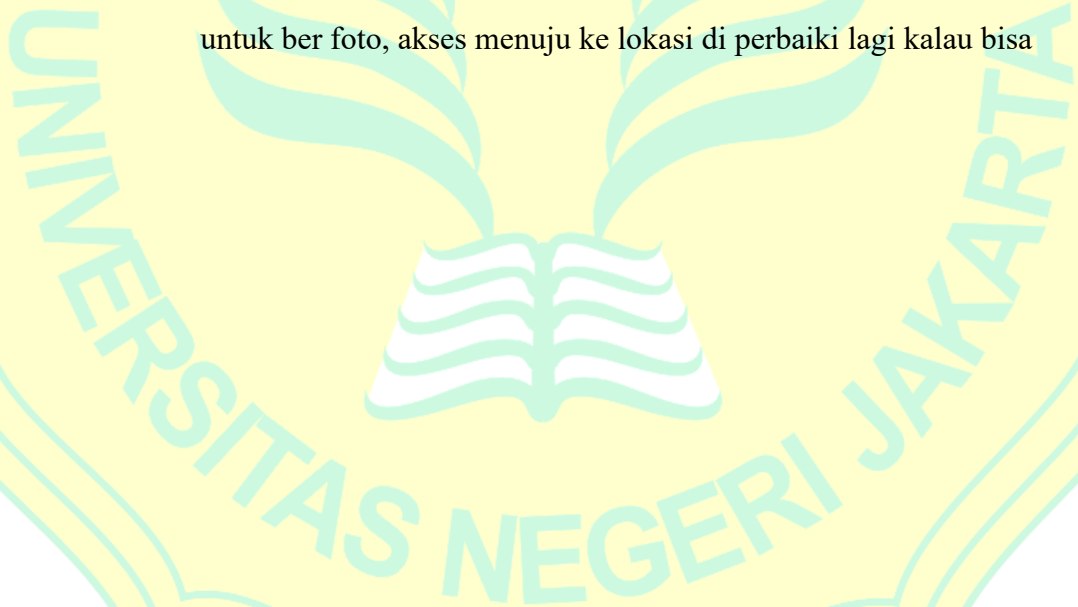 untuk ber foto, akses menuju ke lokasi di perbaiki lagi kalau bisa
UNIVERSITAS NEGERI JAKARTA